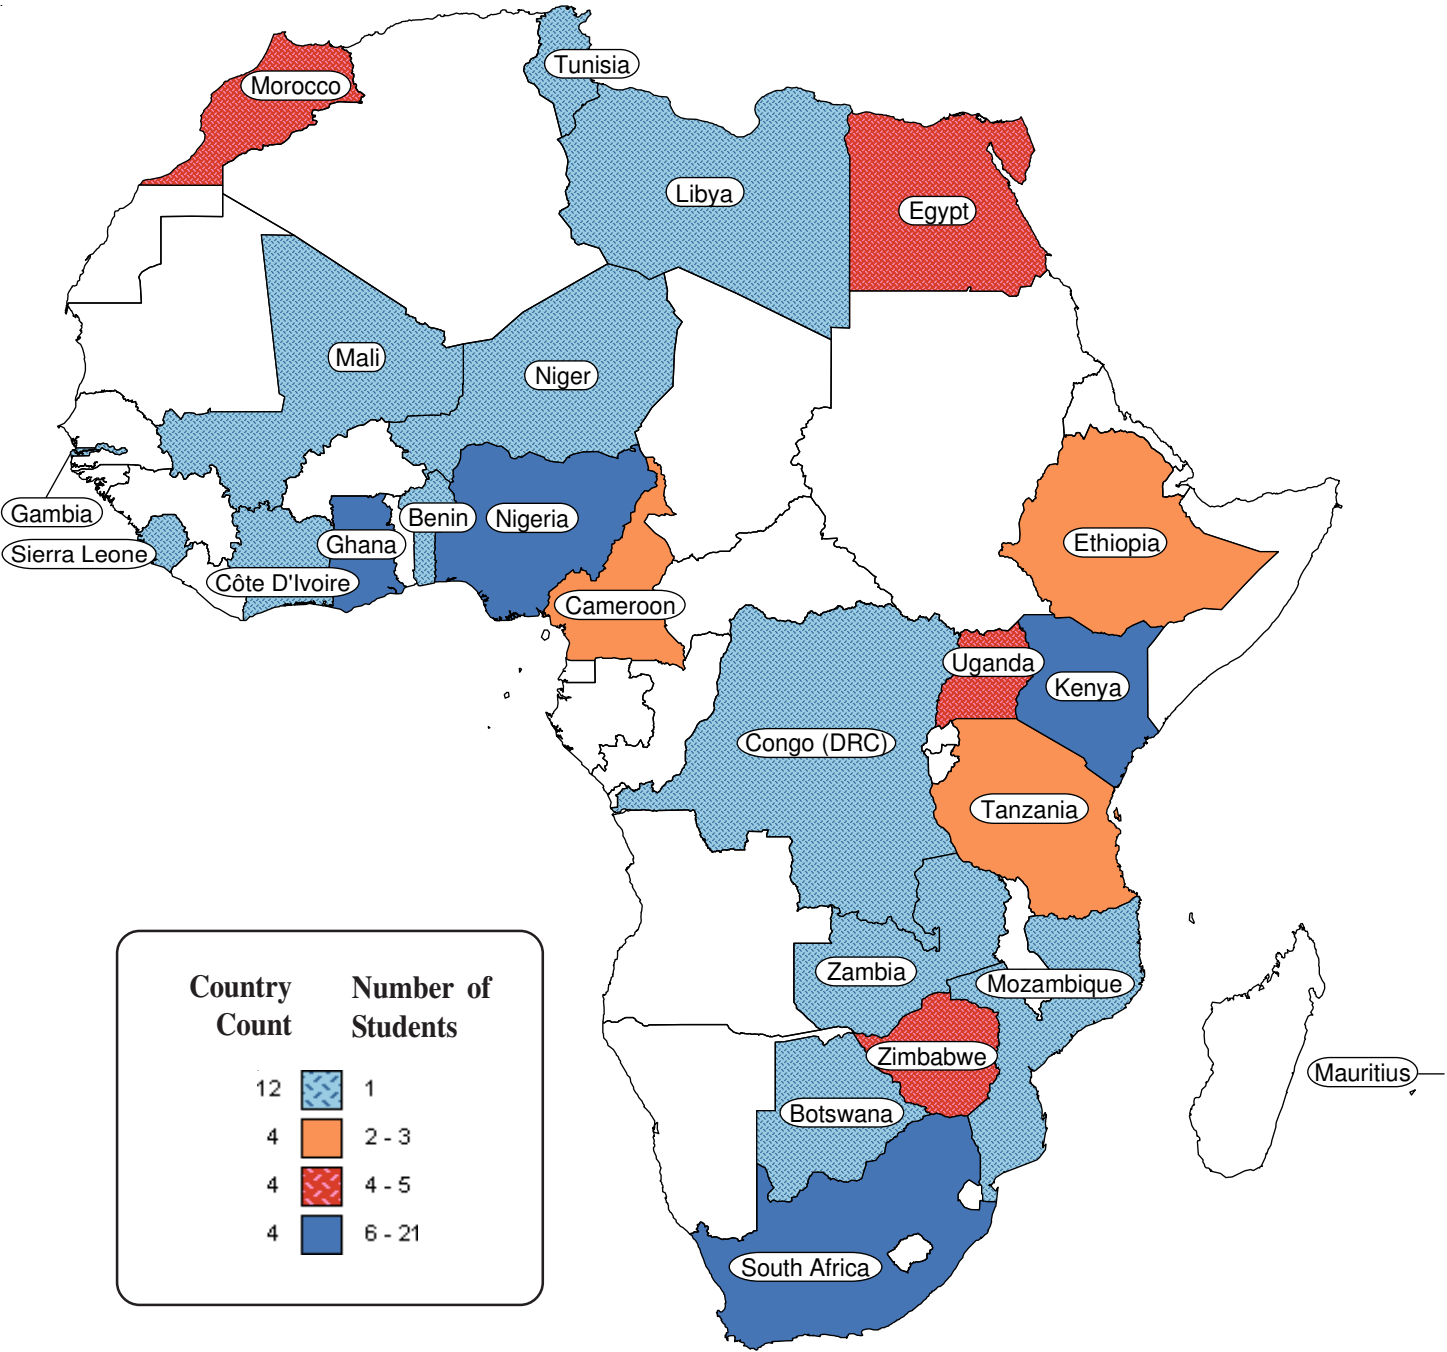 Tunisia
Morocco
Libya
Egypt
Mali
Niger
Gambia
Benin
Nigeria
Ghana
Sierra Leone
Ethiopia
Côte D'Ivoire
Cameroon
Uganda
Kenya
Congo (DRC)
Tanzania
Zambia
Mozambique
Zimbabwe
Mauritius
Botswana
South Africa
Country Count
Number of Students
12 1
4 2 - 3
4 4 - 5
4 6 - 21